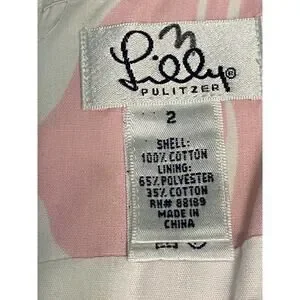 Lilly®
PULITZER
2
SHELL:
100% COTTON
LINING:
65% POLYESTER
35% COTTON
RN# 88189
MADE IN
CHINA